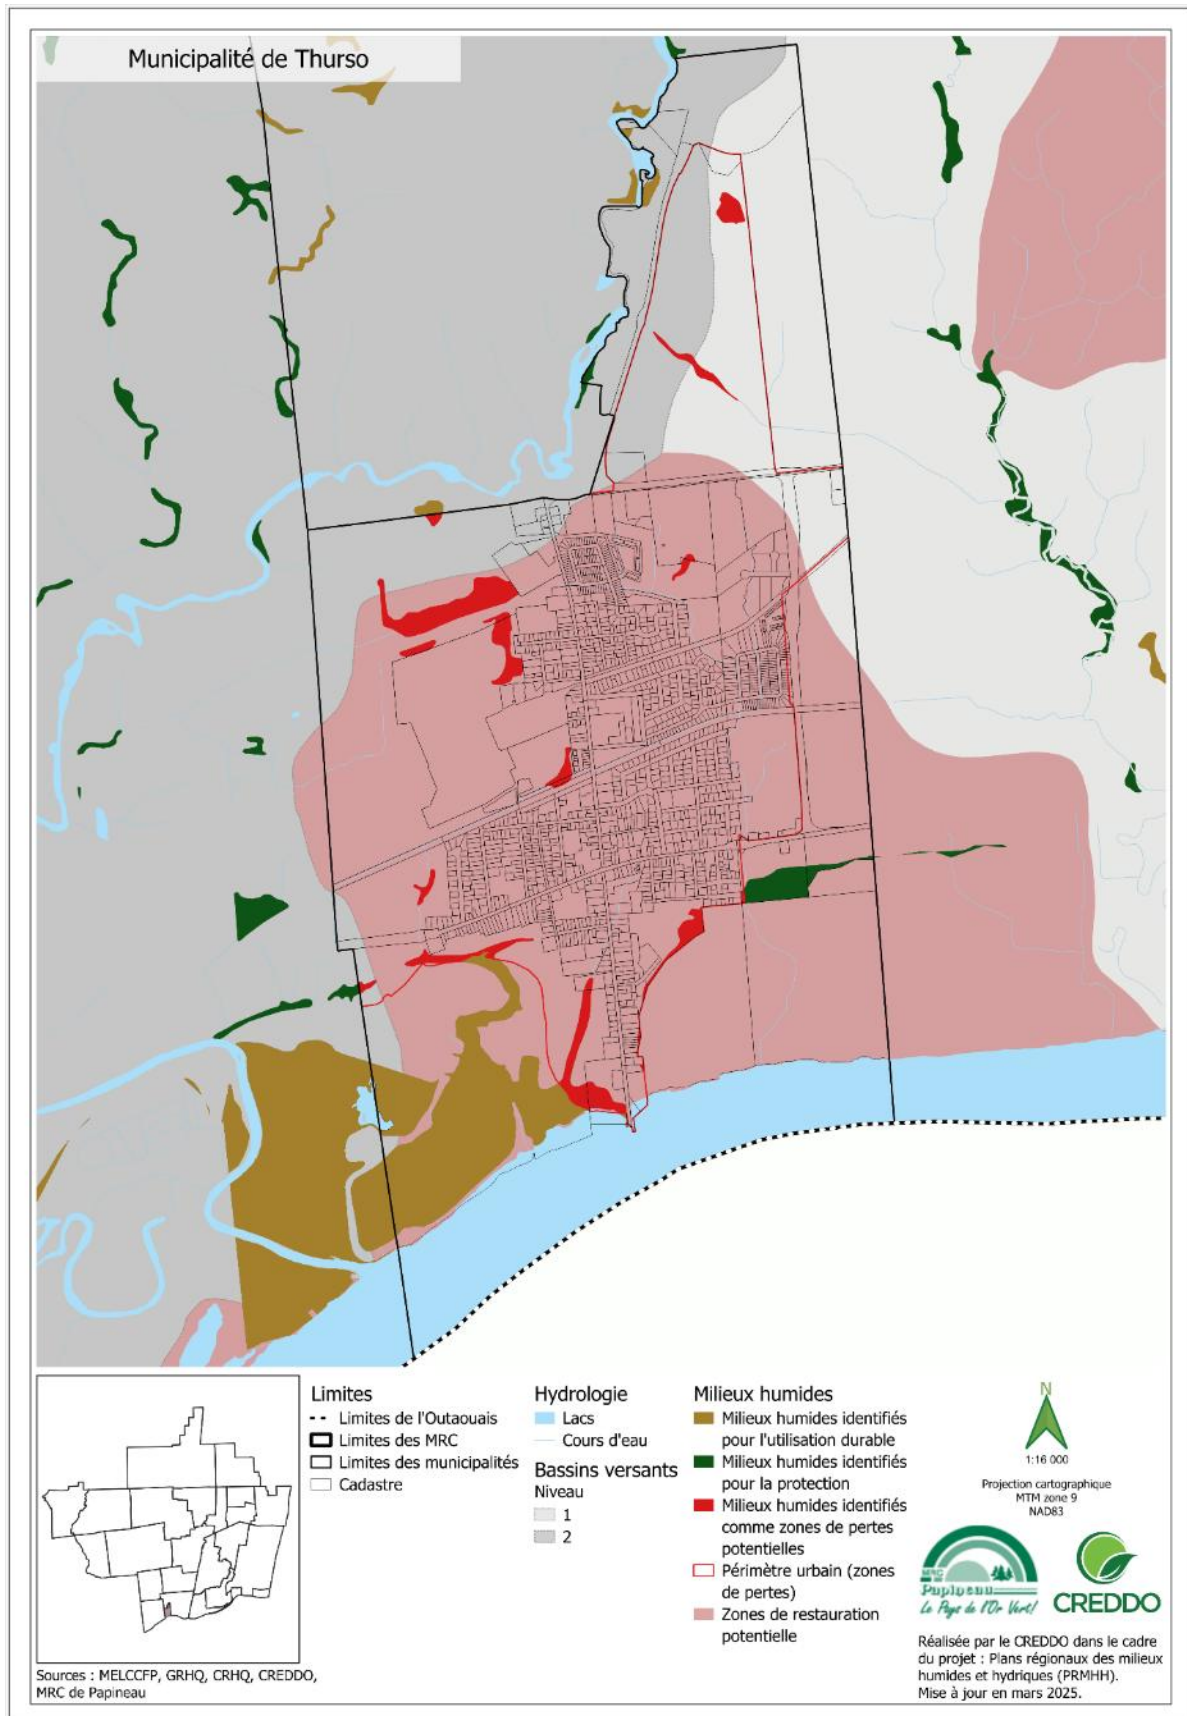 Municipalité de Thurso
Limites
Limites de l'Outaouais
Limites des MRC
Limites des municipalités
Cadastre
Hydrologie
Lacs
Cours d'eau
Bassins versants
Niveau
1
2
Milieux humides
Milieux humides identifiés
pour l'utilisation durable
Milieux humides identifiés
pour la protection
Milieux humides identifiés
comme zones de pertes
potentielles
Périmètre urbain (zones
de pertes)
Zones de restauration
potentielle
N
1:16 000
Projection cartographique
MTM zone 9
NAD83
MRC de
Papineau
Le Pays de l'Or Vert!
CREDDO
Réalisée par le CREDDO dans le cadre
du projet : Plans régionaux des milieux
humides et hydriques (PRMHH).
Mise à jour en mars 2025.
Sources : MELCCFP, GRHQ, CRHQ, CREDDO,
MRC de Papineau